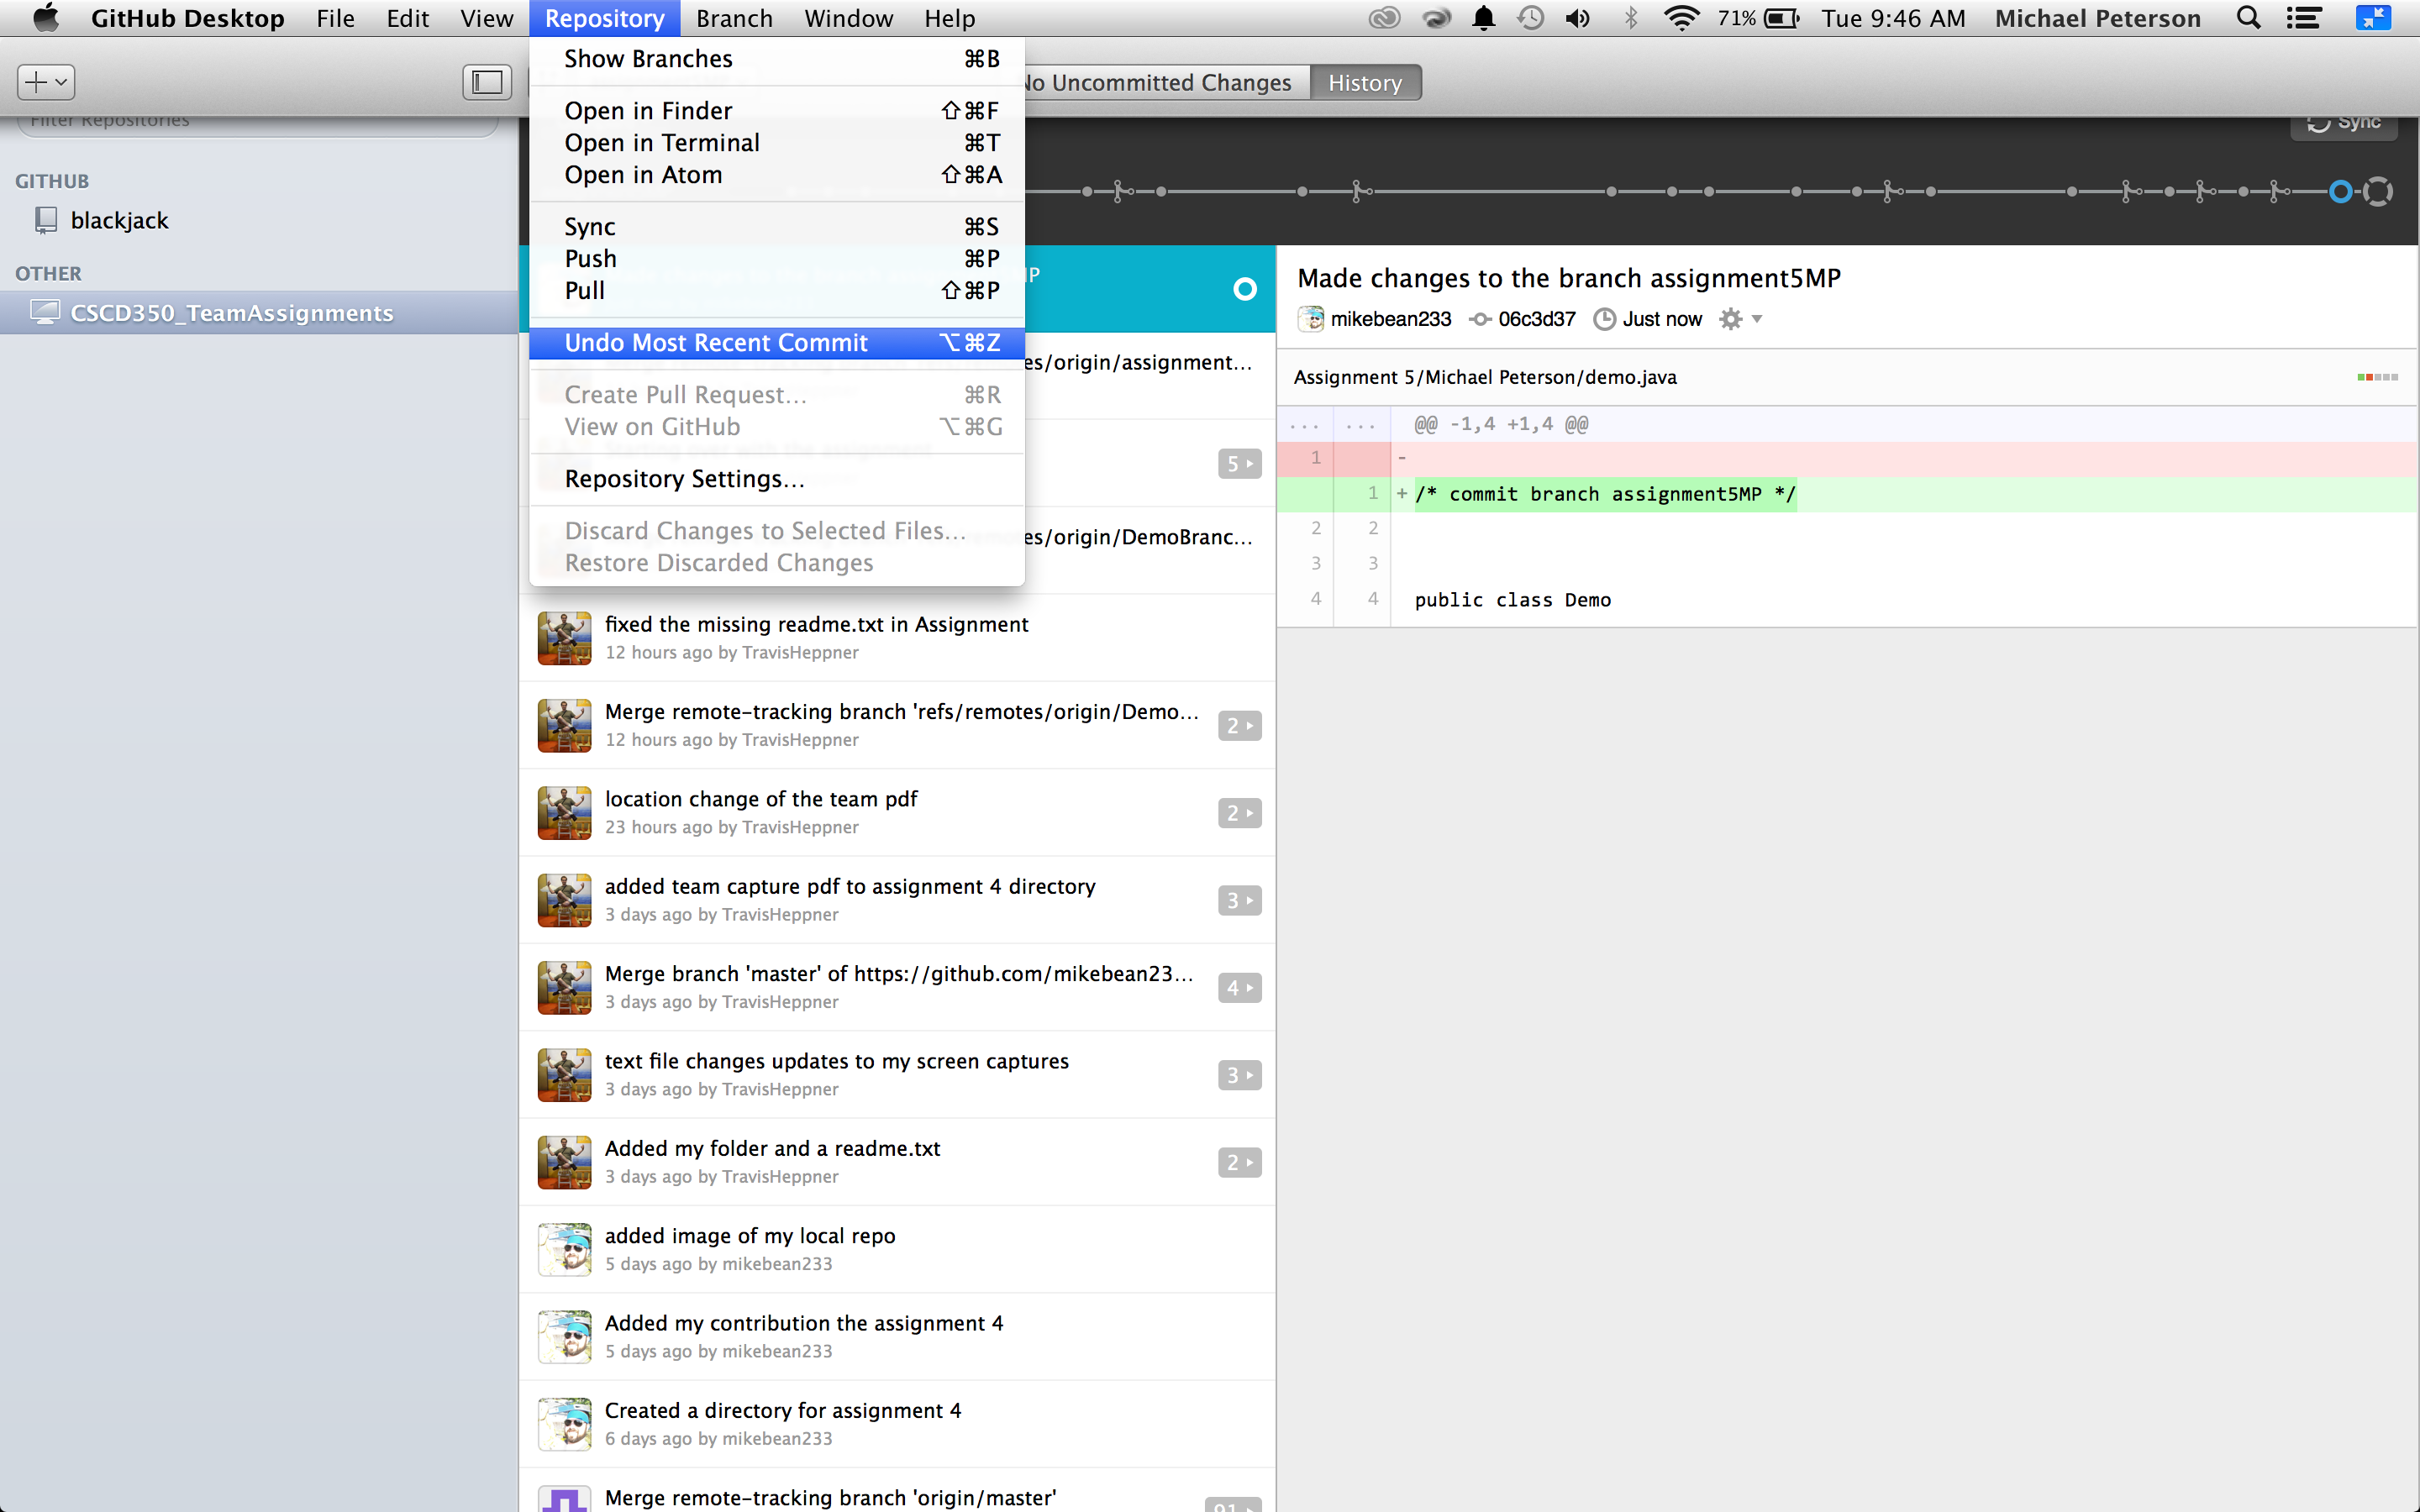 GitHub Desktop File Edit View Repository Branch Window Help 71% Tue 9:46 AM Michael Peterson
No Uncommitted Changes History
Filter Repositories
Sync
GITHUB
blackjack
OTHER
CSCD350_TeamAssignments
Show Branches ⌘B
Open in Finder ⇧⌘F
Open in Terminal ⌘T
Open in Atom ⇧⌘A
Sync ⌘S
Push ⌘P
Pull ⇧⌘P
Undo Most Recent Commit ⌥⌘Z
Create Pull Request... ⌘R
View on GitHub ⌥⌘G
Repository Settings...
Discard Changes to Selected Files...
Restore Discarded Changes
MP
es/origin/assignment...
5
es/origin/DemoBranc...
fixed the missing readme.txt in Assignment
12 hours ago by TravisHeppner
Merge remote-tracking branch 'refs/remotes/origin/Demo...
12 hours ago by TravisHeppner
2
location change of the team pdf
23 hours ago by TravisHeppner
2
added team capture pdf to assignment 4 directory
3 days ago by TravisHeppner
3
Merge branch 'master' of https://github.com/mikebean23...
3 days ago by TravisHeppner
4
text file changes updates to my screen captures
3 days ago by TravisHeppner
3
Added my folder and a readme.txt
3 days ago by TravisHeppner
2
added image of my local repo
5 days ago by mikebean233
Added my contribution the assignment 4
5 days ago by mikebean233
Created a directory for assignment 4
6 days ago by mikebean233
Merge remote-tracking branch 'origin/master'
91
Made changes to the branch assignment5MP
mikebean233 06c3d37 Just now
Assignment 5/Michael Peterson/demo.java
... ... @@ -1,4 +1,4 @@
1 -
1 + /* commit branch assignment5MP */
2 2
3 3
4 4 public class Demo